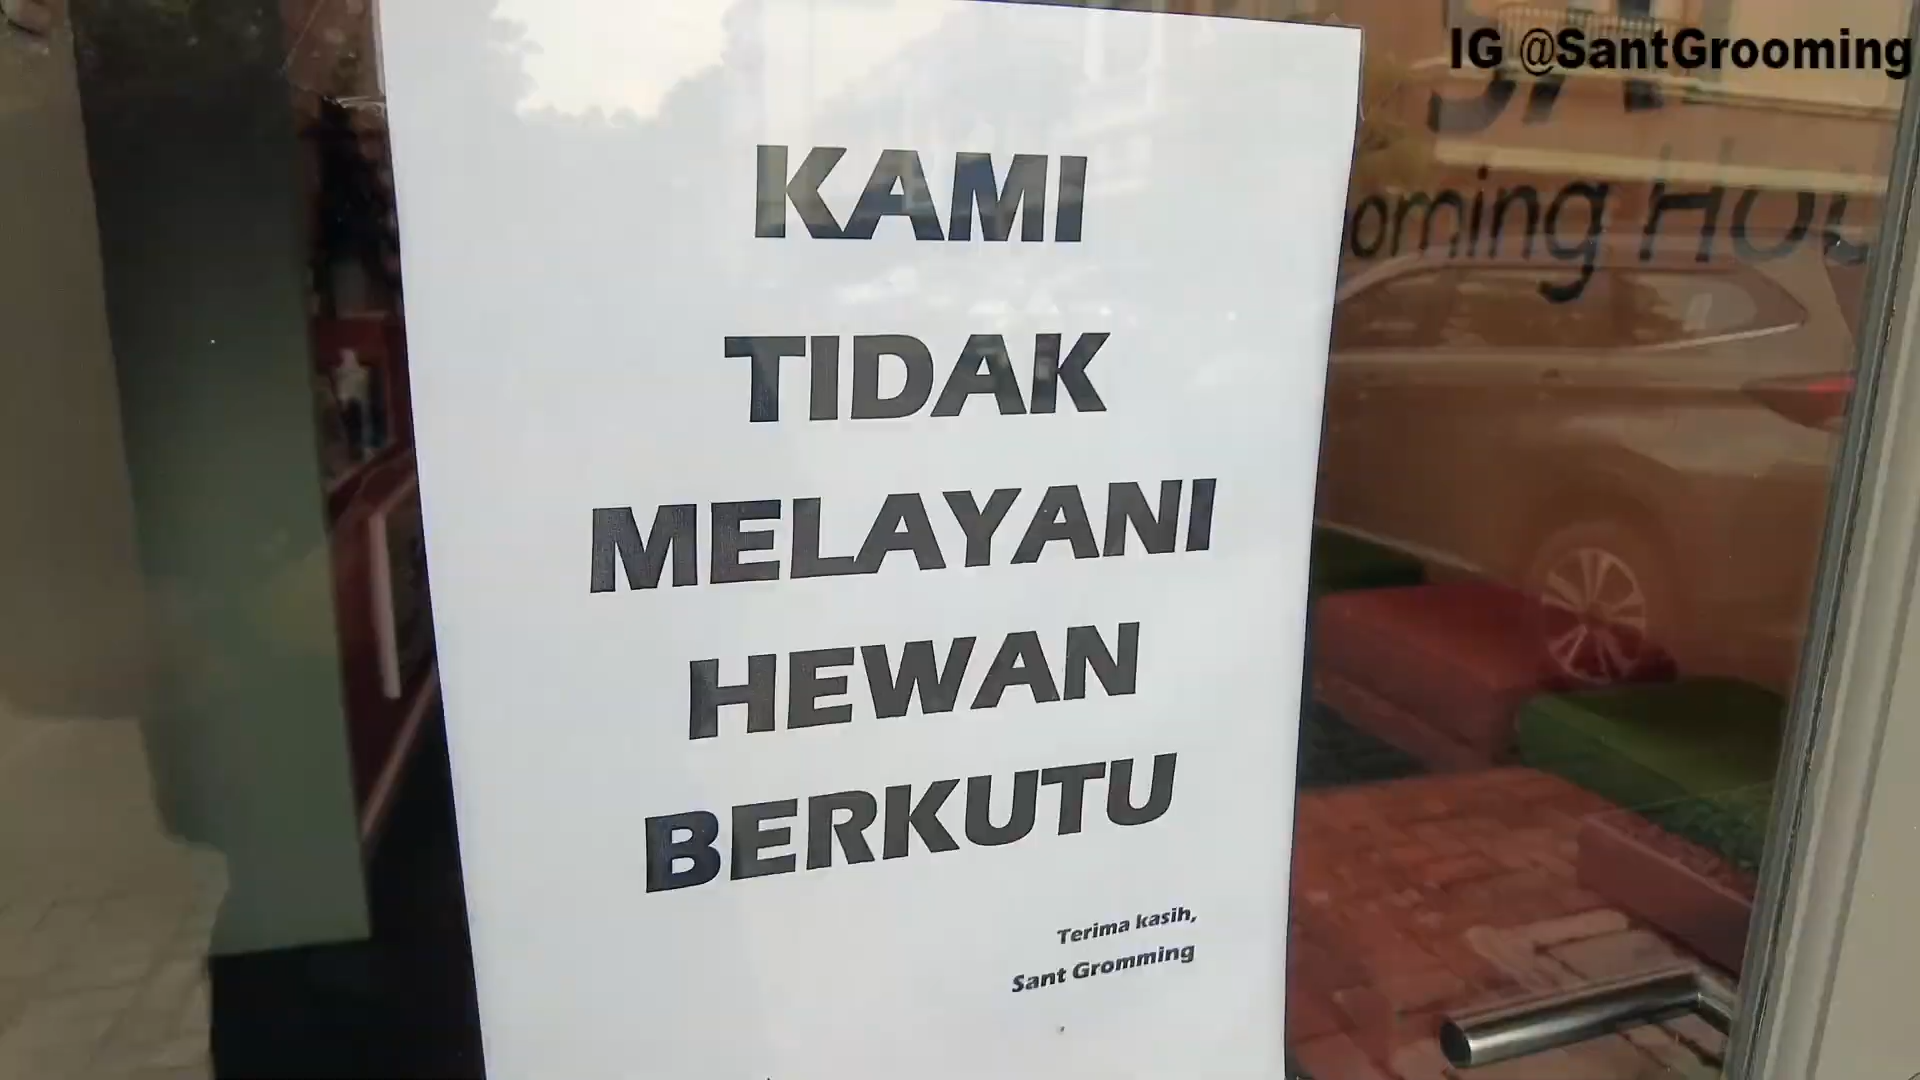 IG @SantGrooming
KAMI
TIDAK
MELAYANI
HEWAN
BERKUTU
Terima kasih,
Sant Gromming